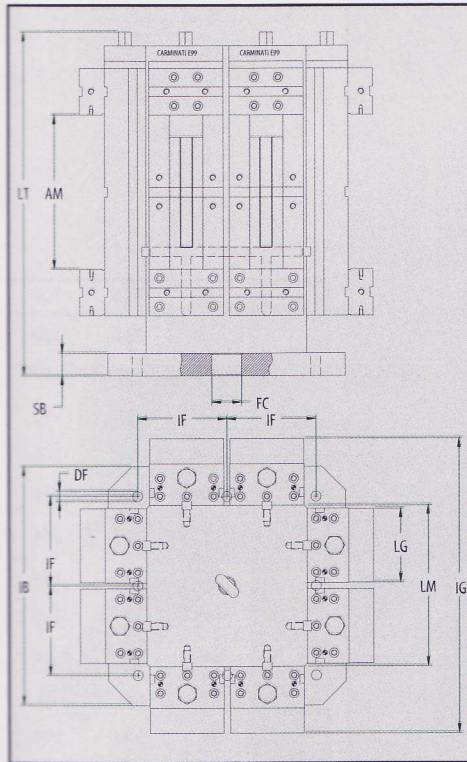 CARMINATI E99 CARMINATI E99
LT
AM
SB
FC
IF IF
DF
IF
LG
IB
LM
IG
IF